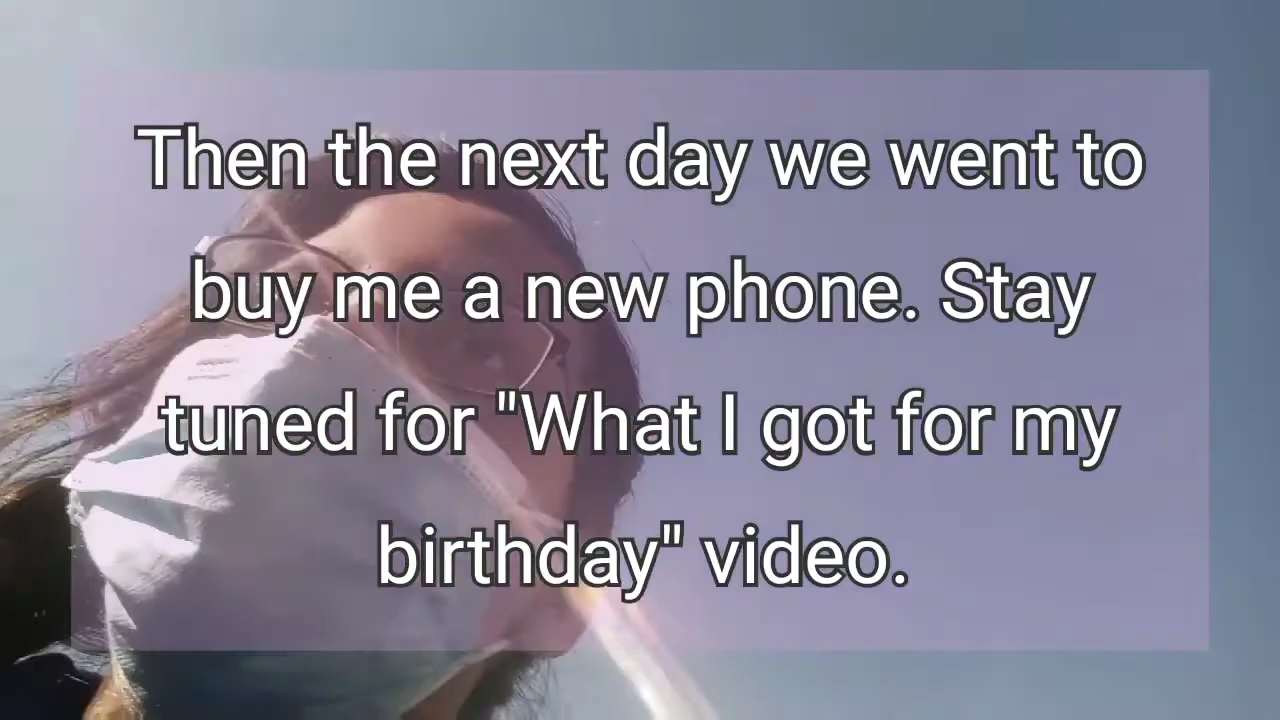 Then the next day we went to
buy me a new phone. Stay
tuned for "What I got for my
birthday" video.